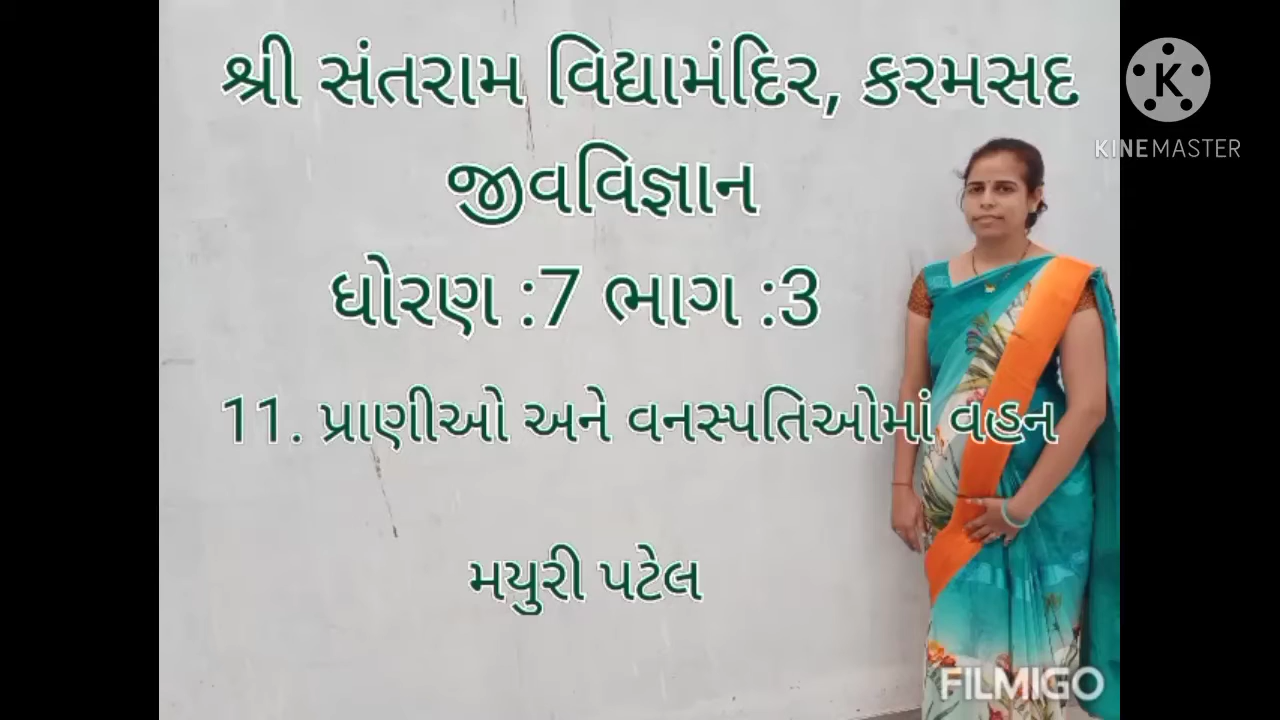 શ્રી સંતરામ વિદ્યામંદિર, કરમસદ
જીવવિજ્ઞાન
ધોરણ :7 ભાગ :3
11. પ્રાણીઓ અને વનસ્પતિઓમાં વહન
મયુરી પટેલ
K
KINEMASTER
FILMIGO